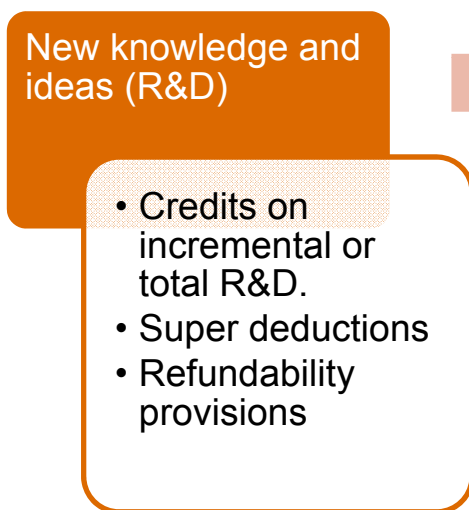 New knowledge and
ideas (R&D)
• Credits on
incremental or
total R&D.
• Super deductions
• Refundability
provisions